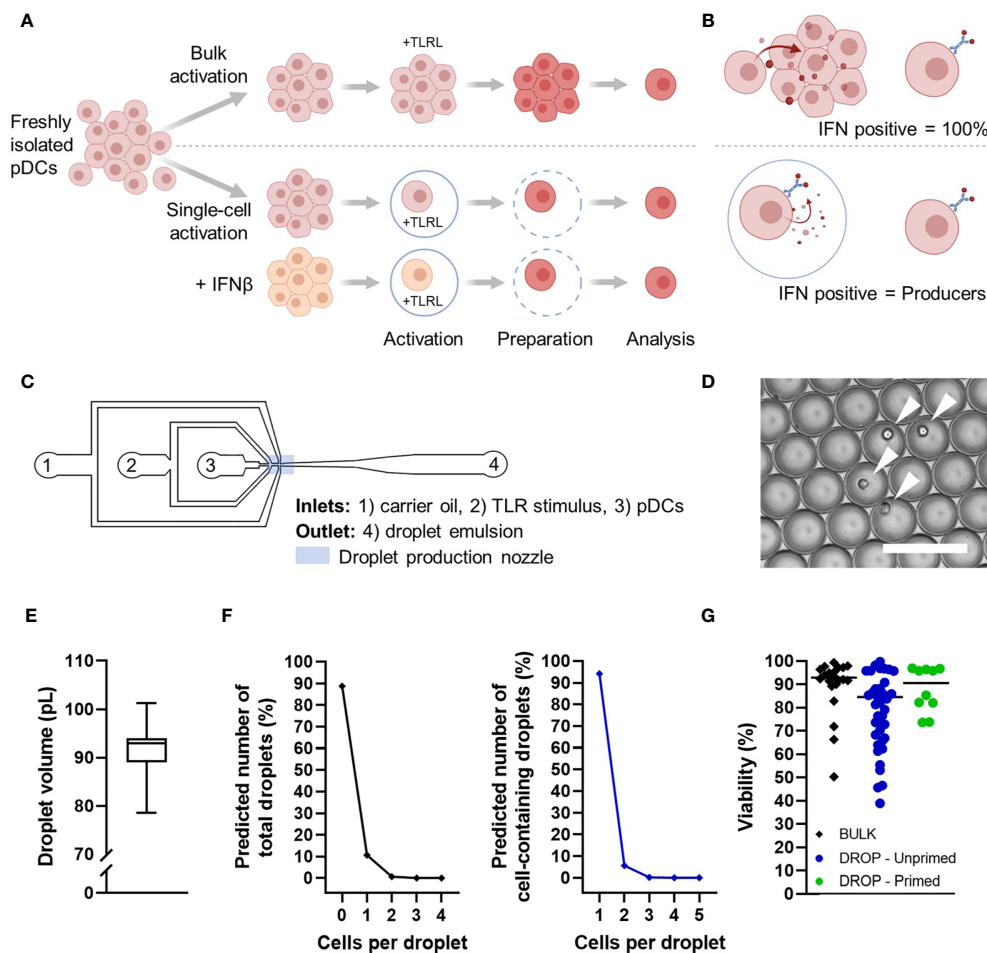 A
B
Bulk
activation
+TLRL
Freshly
isolated
pDCs
IFN positive = 100%
Single-cell
activation
+TLRL
+ IFNβ
+TLRL
IFN positive = Producers
Activation
Preparation
Analysis
C
D
1
2
3
4
Inlets: 1) carrier oil, 2) TLR stimulus, 3) pDCs
Outlet: 4) droplet emulsion
Droplet production nozzle
E
F
G
Droplet volume (pL)
110
100
90
80
70
0
Predicted number of
total droplets (%)
100
90
80
70
60
50
40
30
20
10
0
0 1 2 3 4
Cells per droplet
Predicted number of
cell-containing droplets (%)
100
90
80
70
60
50
40
30
20
10
0
1 2 3 4 5
Cells per droplet
Viability (%)
100
90
80
70
60
50
40
30
20
10
0
BULK
DROP - Unprimed
DROP - Primed